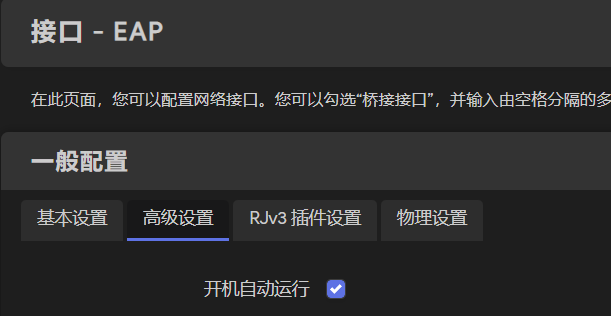 接口 - EAP
在此页面，您可以配置网络接口。您可以勾选“桥接接口”，并输入由空格分隔的多
一般配置
基本设置 高级设置 RJv3 插件设置 物理设置
开机自动运行